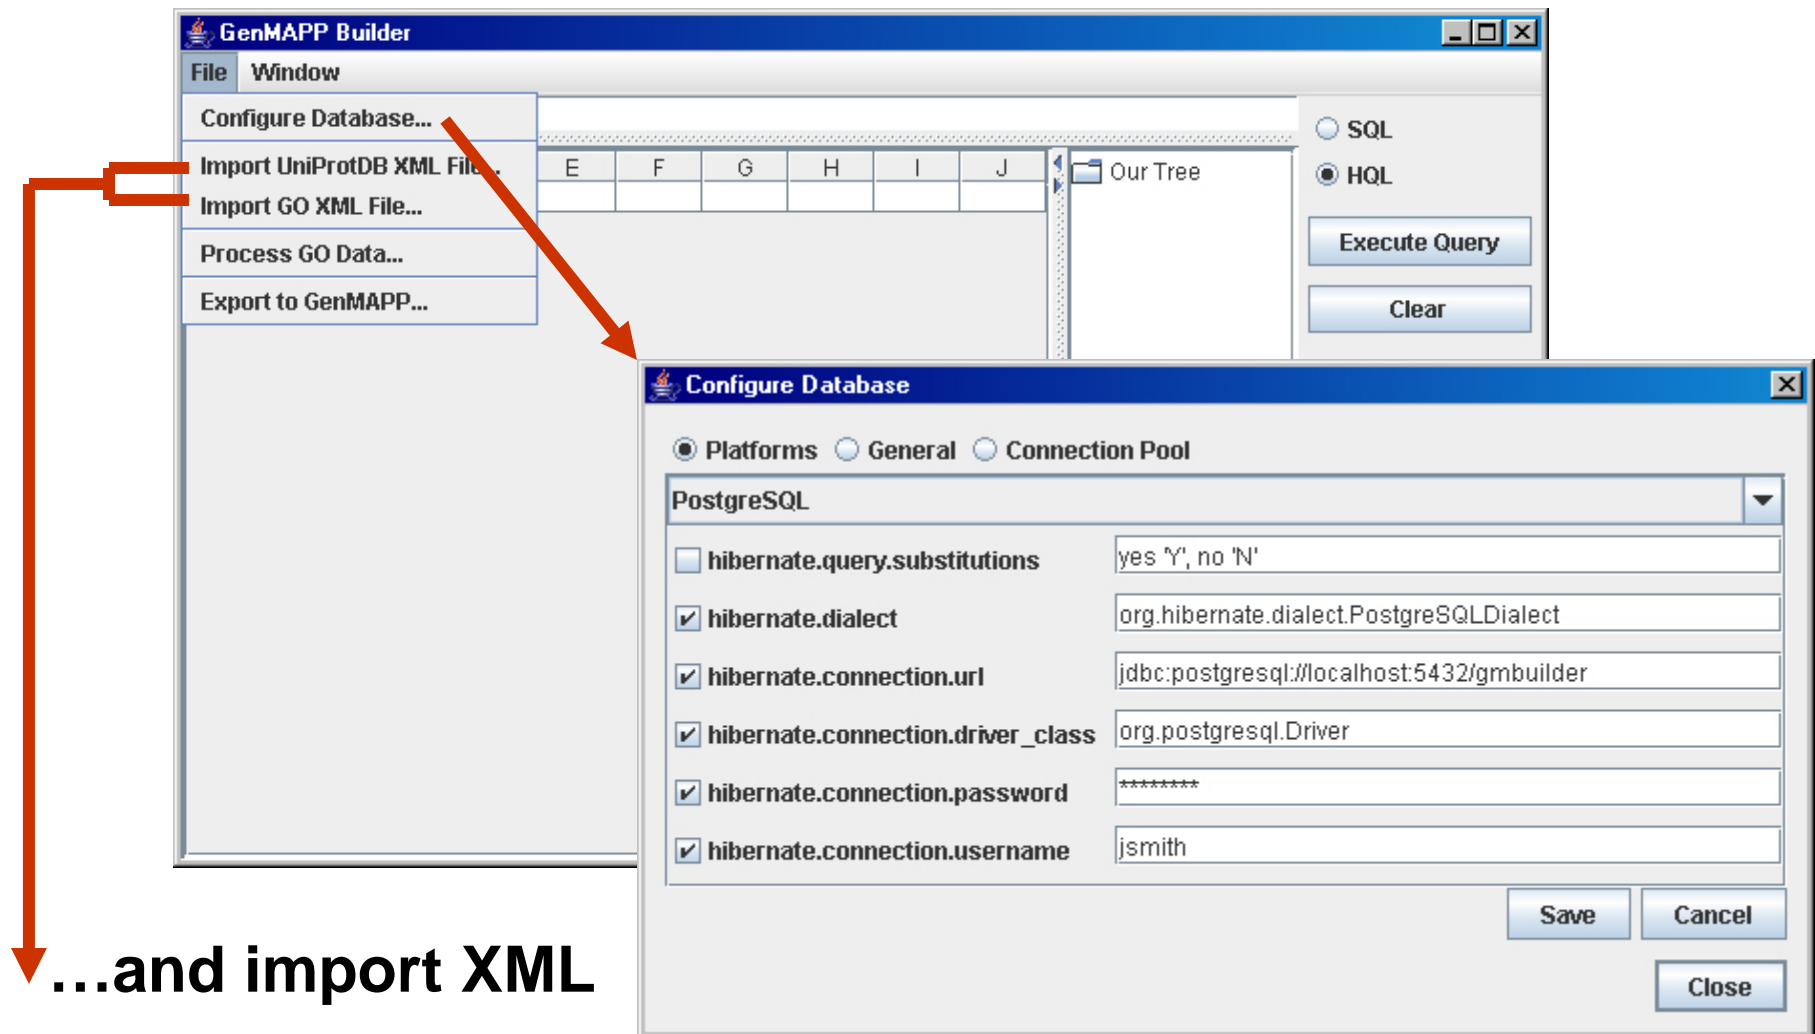 GenMAPP Builder
File Window
Configure Database...
Import UniProtDB XML File...
Import GO XML File...
Process GO Data...
Export to GenMAPP...
E F G H I J
Our Tree
SQL
HQL
Execute Query
Clear
Configure Database
Platforms General Connection Pool
PostgreSQL
hibernate.query.substitutions yes 'Y', no 'N'
hibernate.dialect org.hibernate.dialect.PostgreSQLDialect
hibernate.connection.url jdbc:postgresql://localhost:5432/gmbuilder
hibernate.connection.driver_class org.postgresql.Driver
hibernate.connection.password ********
hibernate.connection.username jsmith
Save Cancel
Close
…and import XML